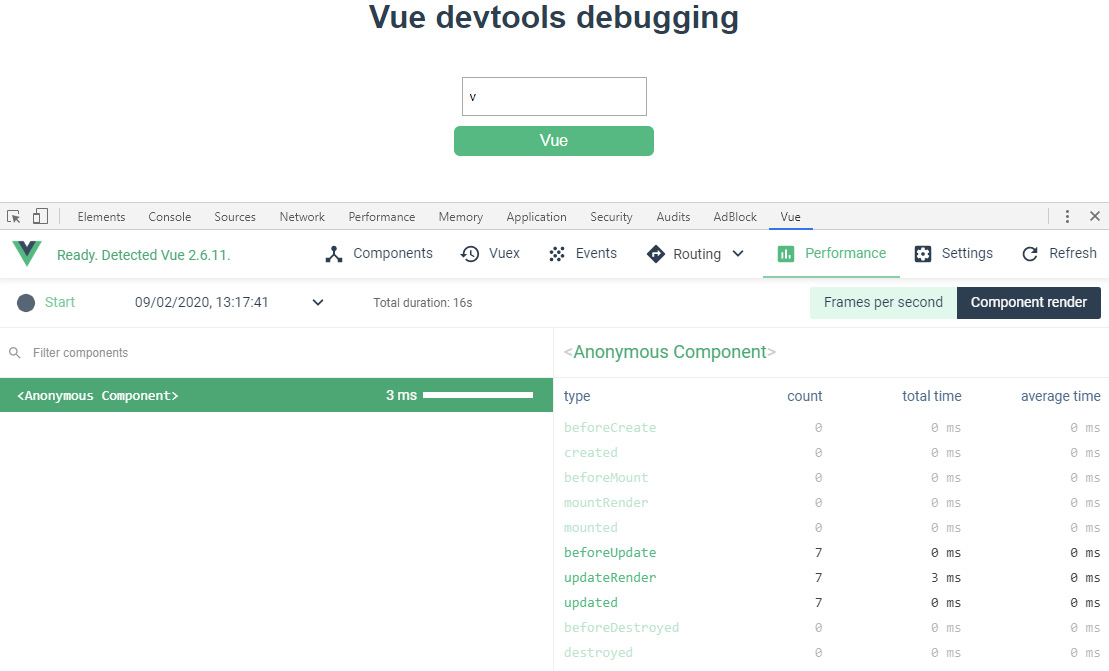 Vue devtools debugging
v
Vue
Elements Console Sources Network Performance Memory Application Security Audits AdBlock Vue
Ready. Detected Vue 2.6.11. Components Vuex Events Routing Performance Settings Refresh
Start 09/02/2020, 13:17:41 Total duration: 16s Frames per second Component render
Filter components
<Anonymous Component>
<Anonymous Component> 3 ms
type count total time average time
beforeCreate 0 0 ms 0 ms
created 0 0 ms 0 ms
beforeMount 0 0 ms 0 ms
mountRender 0 0 ms 0 ms
mounted 0 0 ms 0 ms
beforeUpdate 7 0 ms 0 ms
updateRender 7 3 ms 0 ms
updated 7 0 ms 0 ms
beforeDestroyed 0 0 ms 0 ms
destroyed 0 0 ms 0 ms